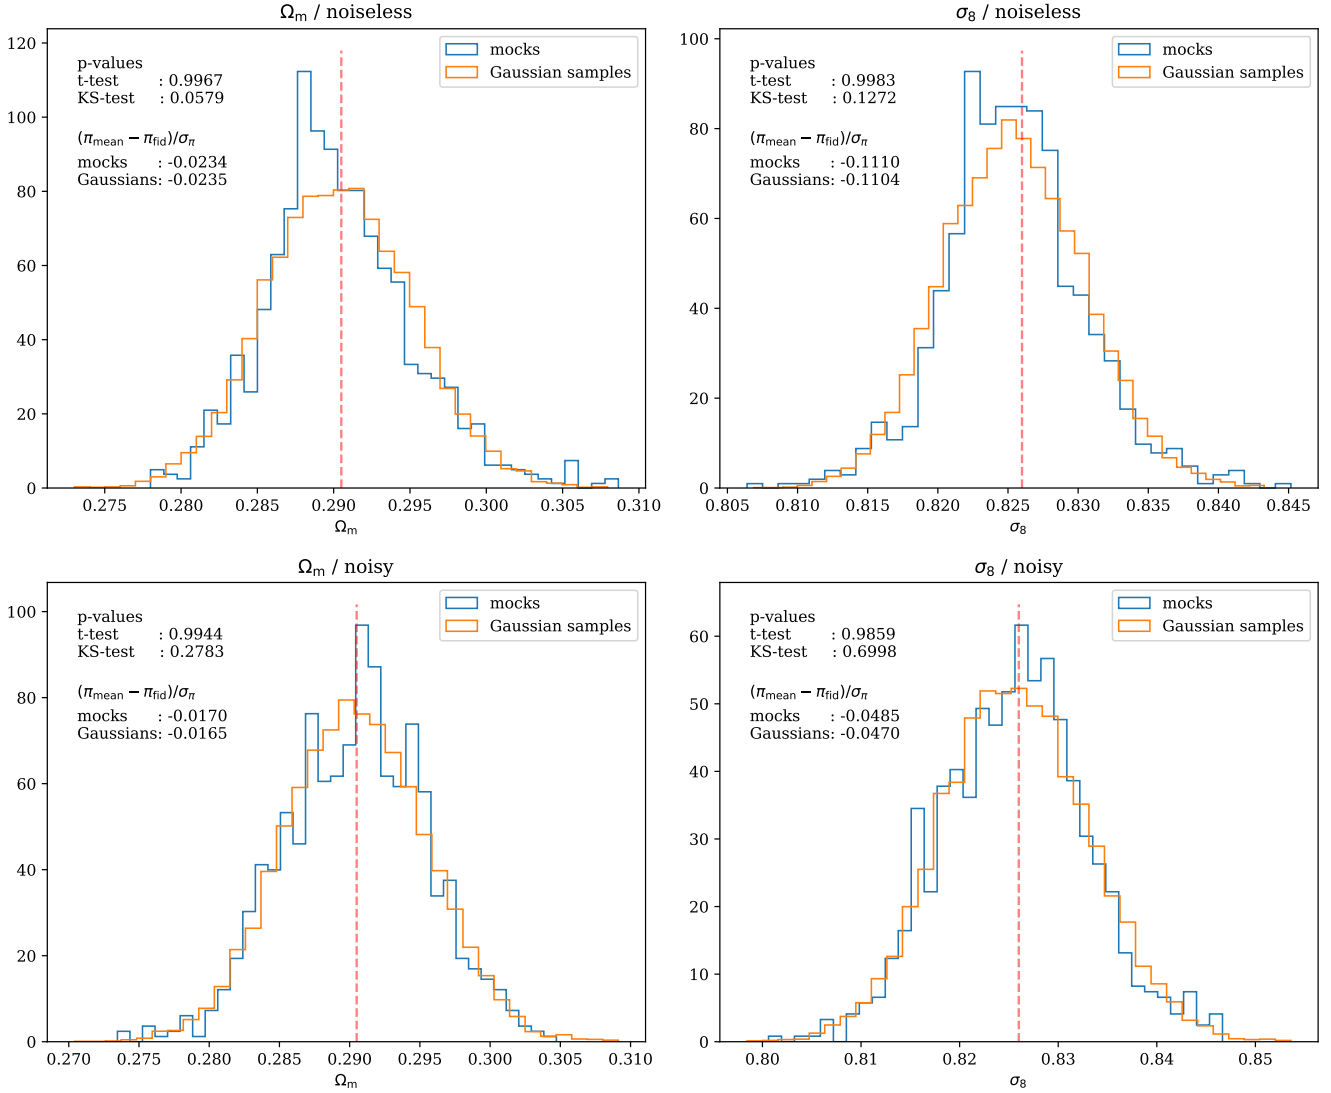 Ωm / noiseless
120
100
80
60
40
20
0
p-values
t-test : 0.9967
KS-test : 0.0579
(πmean − πfid)/σπ
mocks : -0.0234
Gaussians: -0.0235
mocks
Gaussian samples
0.275 0.280 0.285 0.290 0.295 0.300 0.305 0.310
Ωm
σ8 / noiseless
100
80
60
40
20
0
p-values
t-test : 0.9983
KS-test : 0.1272
(πmean − πfid)/σπ
mocks : -0.1110
Gaussians: -0.1104
mocks
Gaussian samples
0.805 0.810 0.815 0.820 0.825 0.830 0.835 0.840 0.845
σ8
Ωm / noisy
100
80
60
40
20
0
p-values
t-test : 0.9944
KS-test : 0.2783
(πmean − πfid)/σπ
mocks : -0.0170
Gaussians: -0.0165
mocks
Gaussian samples
0.270 0.275 0.280 0.285 0.290 0.295 0.300 0.305 0.310
Ωm
σ8 / noisy
60
50
40
30
20
10
0
p-values
t-test : 0.9859
KS-test : 0.6998
(πmean − πfid)/σπ
mocks : -0.0485
Gaussians: -0.0470
mocks
Gaussian samples
0.80 0.81 0.82 0.83 0.84 0.85
σ8